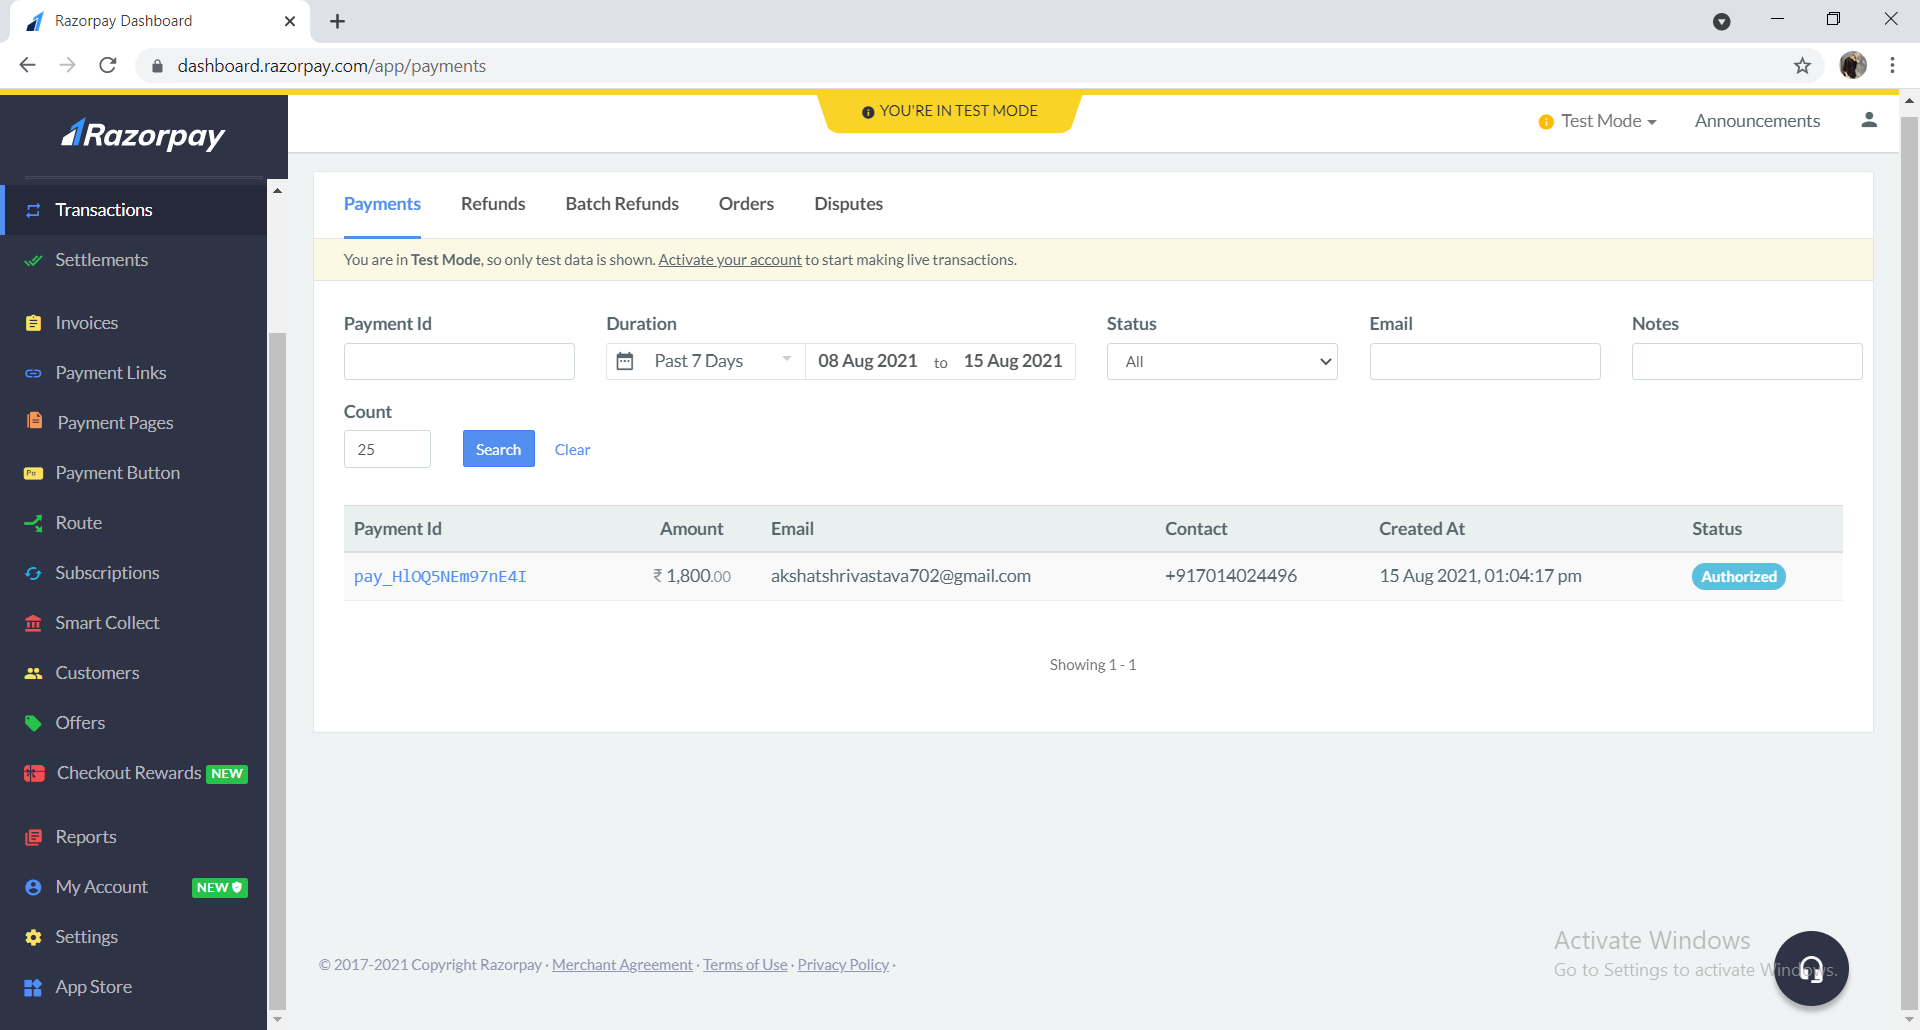 Razorpay Dashboard
dashboard.razorpay.com/app/payments
YOU'RE IN TEST MODE
Test Mode
Announcements
Razorpay
Transactions
Settlements
Invoices
Payment Links
Payment Pages
Payment Button
Route
Subscriptions
Smart Collect
Customers
Offers
Checkout Rewards NEW
Reports
My Account NEW
Settings
App Store
Payments Refunds Batch Refunds Orders Disputes
You are in Test Mode, so only test data is shown. Activate your account to start making live transactions.
Payment Id Duration Status Email Notes
Past 7 Days 08 Aug 2021 to 15 Aug 2021 All
Count
25 Search Clear
Payment Id Amount Email Contact Created At Status
pay_HlOQ5NEm97nE4I ₹ 1,800.00 akshatshrivastava702@gmail.com +917014024496 15 Aug 2021, 01:04:17 pm Authorized
Showing 1 - 1
© 2017-2021 Copyright Razorpay · Merchant Agreement · Terms of Use · Privacy Policy ·
Activate Windows
Go to Settings to activate Windows.